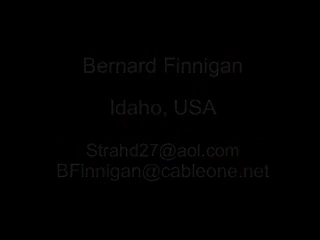 Bernard Finnigan
Idaho, USA
Strahd27@aol.com
BFinnigan@cableone.net